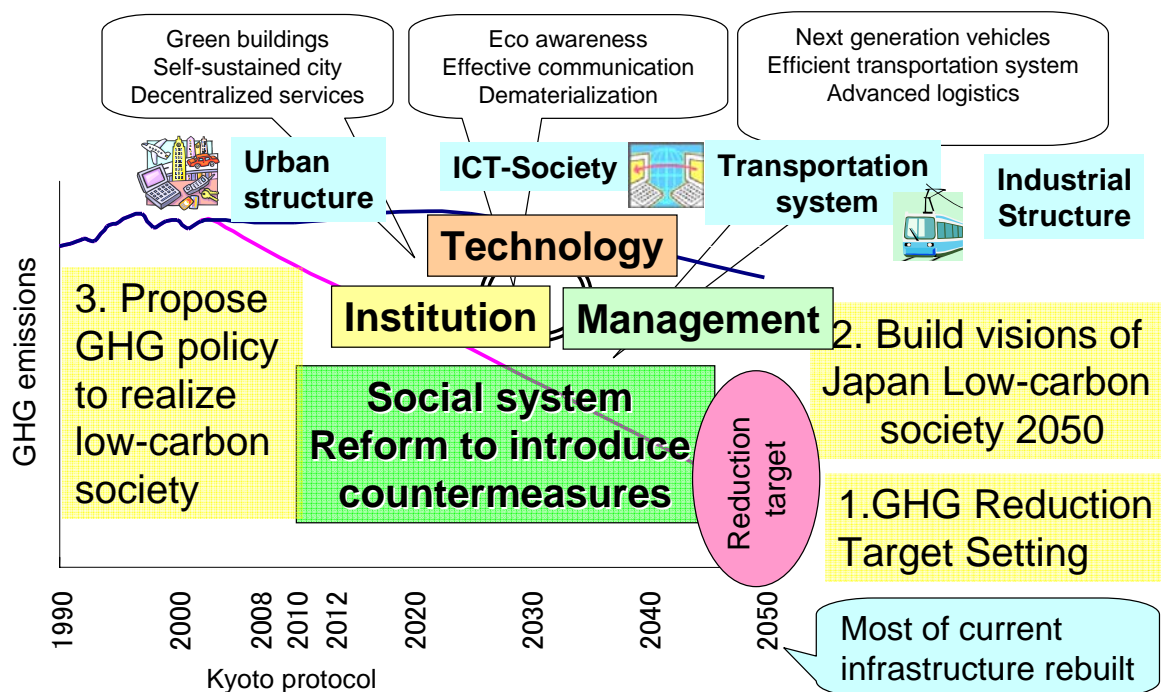 Green buildings
Self-sustained city
Decentralized services
Eco awareness
Effective communication
Dematerialization
Next generation vehicles
Efficient transportation system
Advanced logistics
Urban
structure
ICT-Society
Transportation
system
Industrial
Structure
Technology
Institution
Management
GHG emissions
3. Propose
GHG policy
to realize
low-carbon
society
Social system
Reform to introduce
countermeasures
Reduction
target
2. Build visions of
Japan Low-carbon
society 2050
1.GHG Reduction
Target Setting
1990
2000
2008
2010
2012
2020
2030
2040
2050
Kyoto protocol
Most of current
infrastructure rebuilt